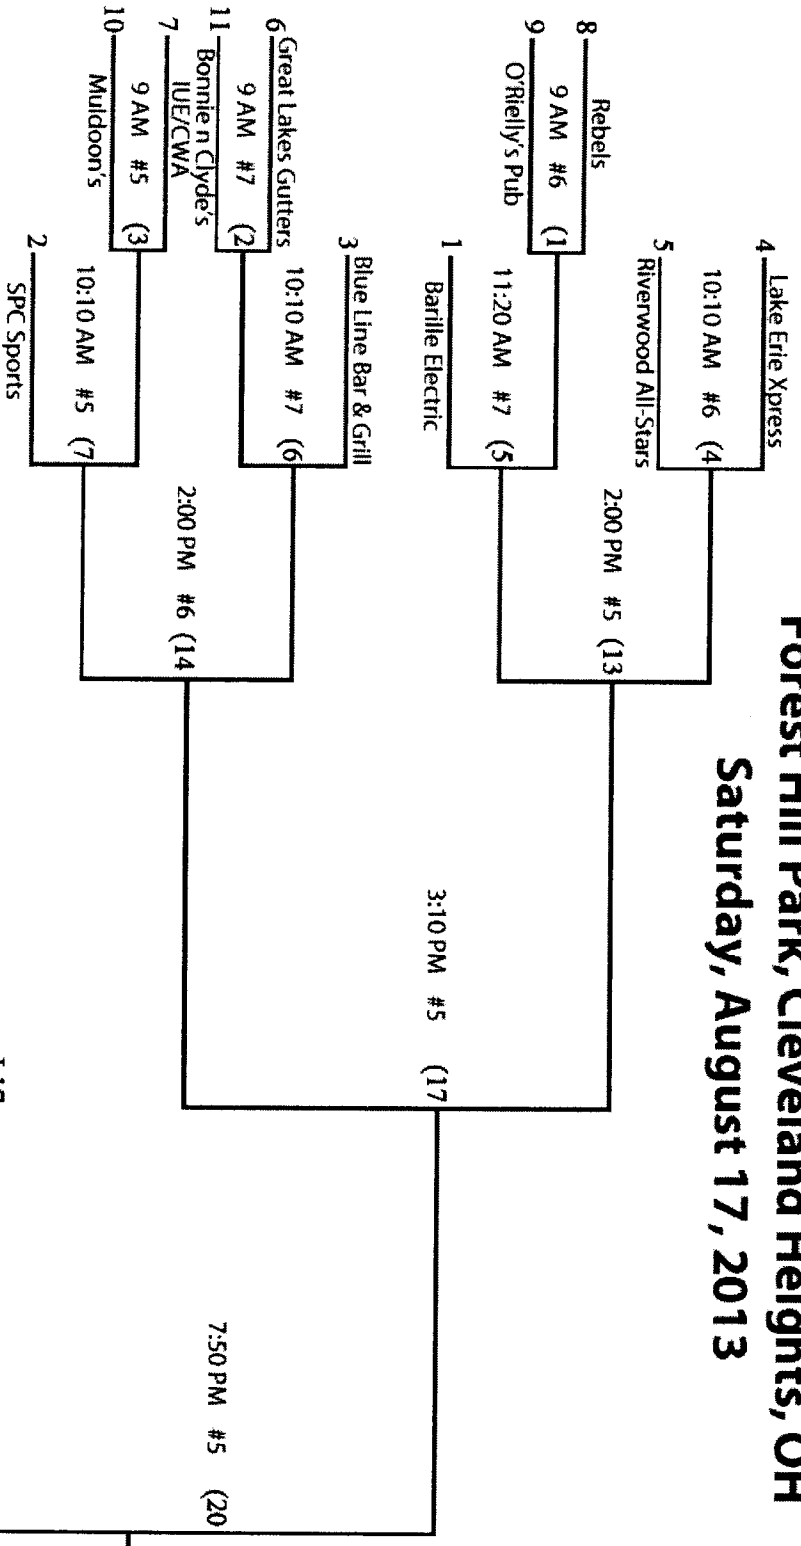 Forest Hill Park, Cleveland Heights, OH
Saturday, August 17, 2013
4 Lake Erie Xpress
10:10 AM #6 (4
5 Riverwood All-Stars
2:00 PM #5 (13
8 Rebels
9 AM #6 (1
9 O'Rielly's Pub
11:20 AM #7 (5
1 Barille Electric
3:10 PM #5 (17
3 Blue Line Bar & Grill
10:10 AM #7 (6
6 Great Lakes Gutters
9 AM #7 (2
11 Bonnie n Clyde's
2:00 PM #6 (14
7 IUE/CWA
9 AM #5 (3
10 Muldoon's
10:10 AM #5 (7
2 SPC Sports
7:50 PM #5 (20